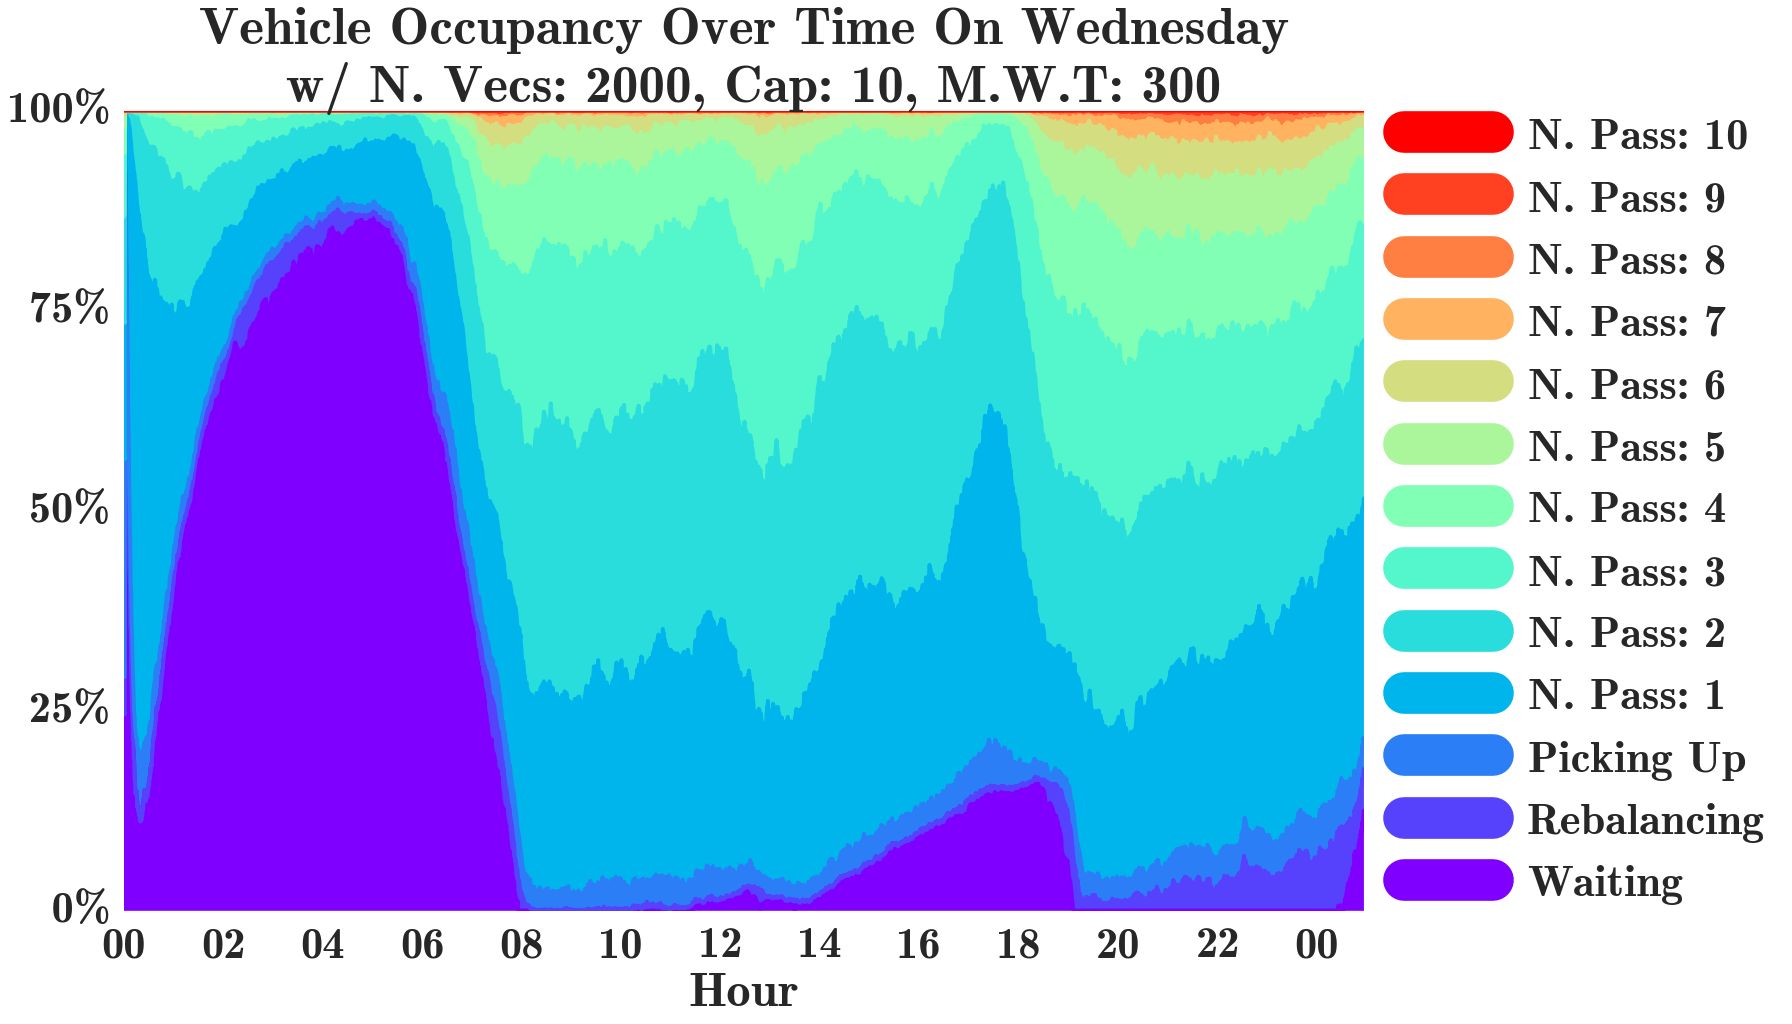 Vehicle Occupancy Over Time On Wednesday
w/ N. Vecs: 2000, Cap: 10, M.W.T: 300
100%
75%
50%
25%
0%
00 02 04 06 08 10 12 14 16 18 20 22 00
Hour
N. Pass: 10
N. Pass: 9
N. Pass: 8
N. Pass: 7
N. Pass: 6
N. Pass: 5
N. Pass: 4
N. Pass: 3
N. Pass: 2
N. Pass: 1
Picking Up
Rebalancing
Waiting